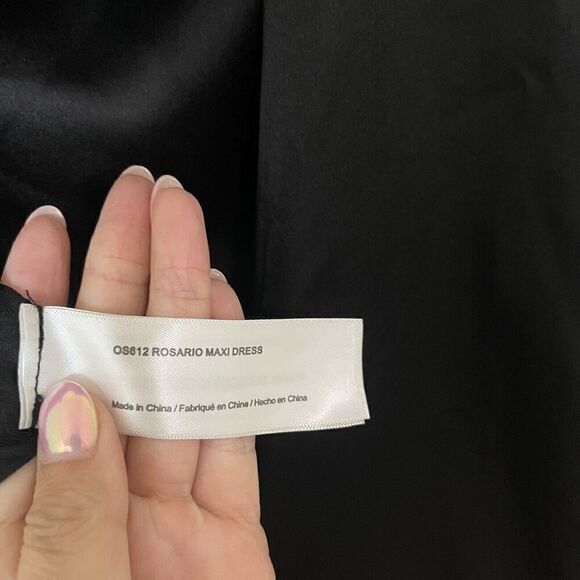 OS612 ROSARIO MAXI DRESS
Made in China / Fabriqué en Chine / Hecho en China